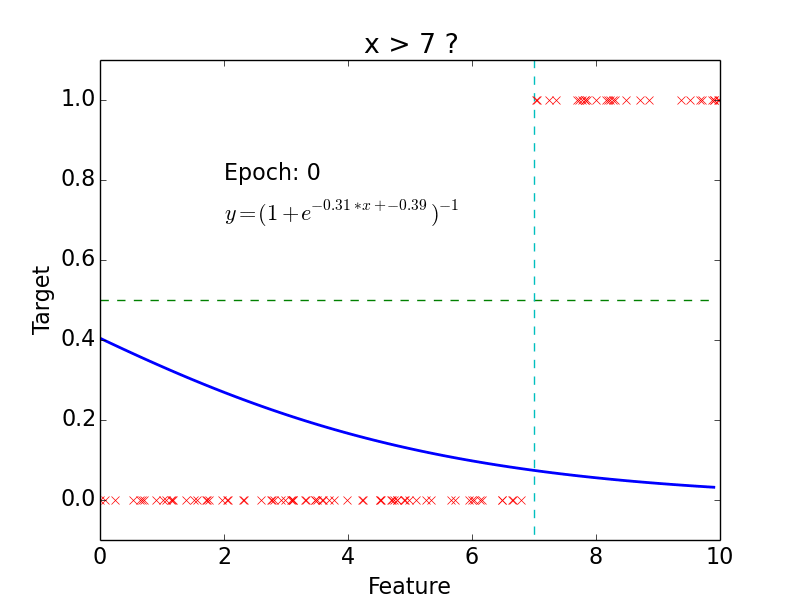 x > 7 ?
1.0
0.8
0.6
0.4
0.2
0.0
Target
Epoch: 0
y=(1+e^{-0.31*x+-0.39})^{-1}
0 2 4 6 8 10
Feature